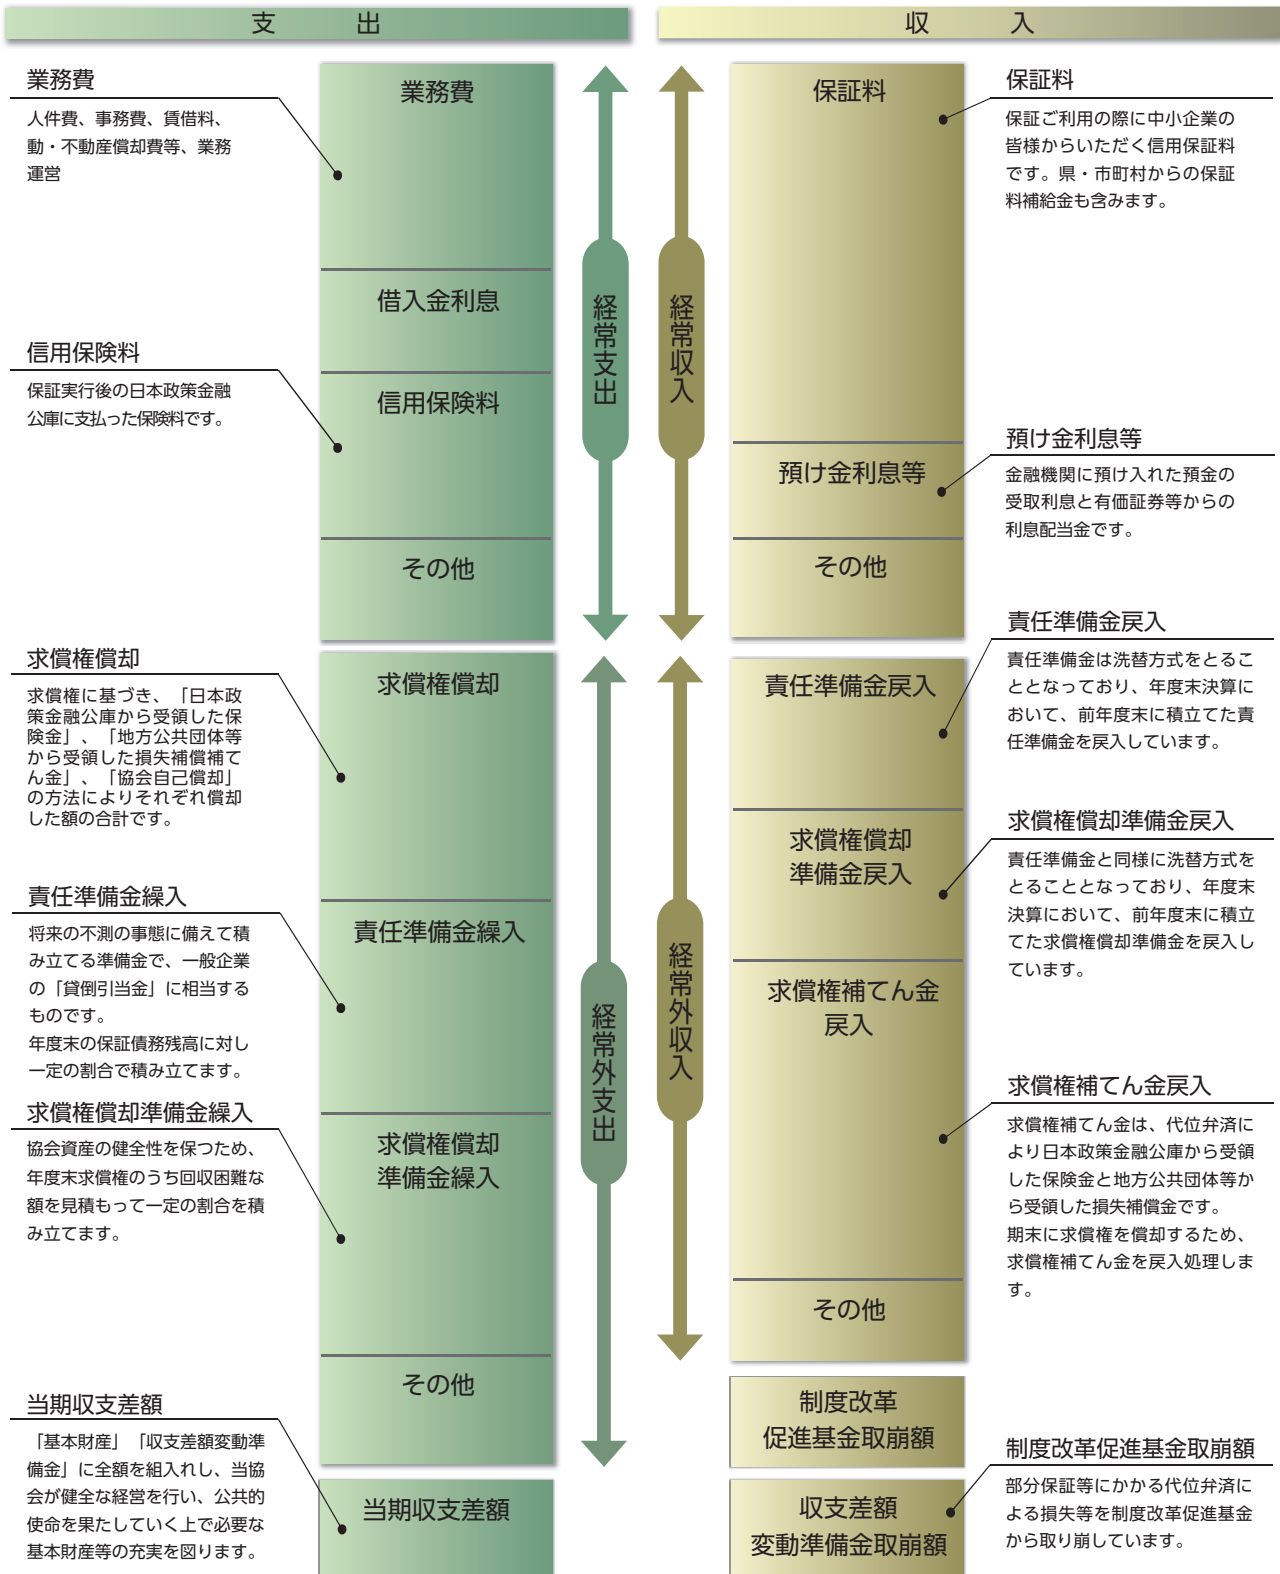 支　出
業務費
人件費、事務費、賃借料、
動・不動産償却費等、業務
運営
信用保険料
保証実行後の日本政策金融
公庫に支払った保険料です。
求償権償却
求償権に基づき、「日本政
策金融公庫から受領した保
険金」、「地方公共団体等
から受領した損失補償補て
ん金」、「協会自己償却」
の方法によりそれぞれ償却
した額の合計です。
責任準備金繰入
将来の不測の事態に備えて積
み立てる準備金で、一般企業
の「貸倒引当金」に相当する
ものです。
年度末の保証債務残高に対し
一定の割合で積み立てます。
求償権償却準備金繰入
協会資産の健全性を保つため、
年度末求償権のうち回収困難な
額を見積もって一定の割合を積
み立てます。
当期収支差額
「基本財産」「収支差額変動準
備金」に全額を組入れし、当協
会が健全な経営を行い、公共的
使命を果たしていく上で必要な
基本財産等の充実を図ります。
業務費
借入金利息
信用保険料
その他
求償権償却
責任準備金繰入
求償権償却
準備金繰入
その他
当期収支差額
経常支出
経常外支出
収　入
経常収入
経常外収入
保証料
預け金利息等
その他
責任準備金戻入
求償権償却
準備金戻入
求償権補てん金
戻入
その他
制度改革
促進基金取崩額
収支差額
変動準備金取崩額
保証料
保証ご利用の際に中小企業の
皆様からいただく信用保証料
です。県・市町村からの保証
料補給金も含みます。
預け金利息等
金融機関に預け入れた預金の
受取利息と有価証券等からの
利息配当金です。
責任準備金戻入
責任準備金は洗替方式をとるこ
ととなっており、年度末決算に
おいて、前年度末に積立てた責
任準備金を戻入しています。
求償権償却準備金戻入
責任準備金と同様に洗替方式を
とることとなっており、年度末
決算において、前年度末に積立
てた求償権償却準備金を戻入し
ています。
求償権補てん金戻入
求償権補てん金は、代位弁済に
より日本政策金融公庫から受領
した保険金と地方公共団体等か
ら受領した損失補償金です。
期末に求償権を償却するため、
求償権補てん金を戻入処理しま
す。
制度改革促進基金取崩額
部分保証等にかかる代位弁済に
よる損失等を制度改革促進基金
から取り崩しています。